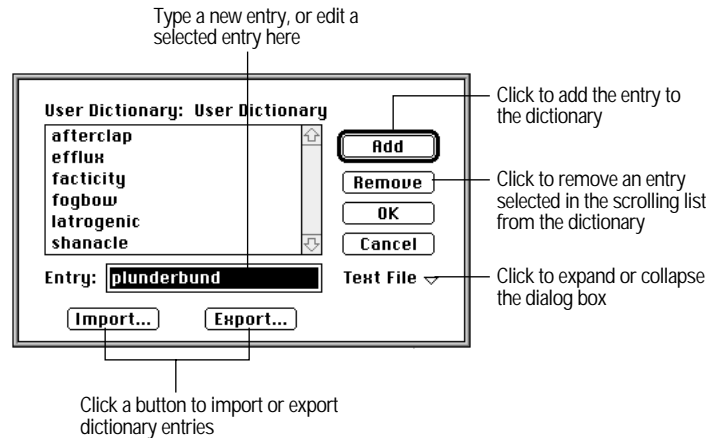 Type a new entry, or edit a
selected entry here
User Dictionary: User Dictionary
afterclap
efflux
facticity
fogbow
latrogenic
shanacle
Entry: plunderbund
Import...
Export...
Add
Remove
OK
Cancel
Text File
Click to add the entry to
the dictionary
Click to remove an entry
selected in the scrolling list
from the dictionary
Click to expand or collapse
the dialog box
Click a button to import or export
dictionary entries